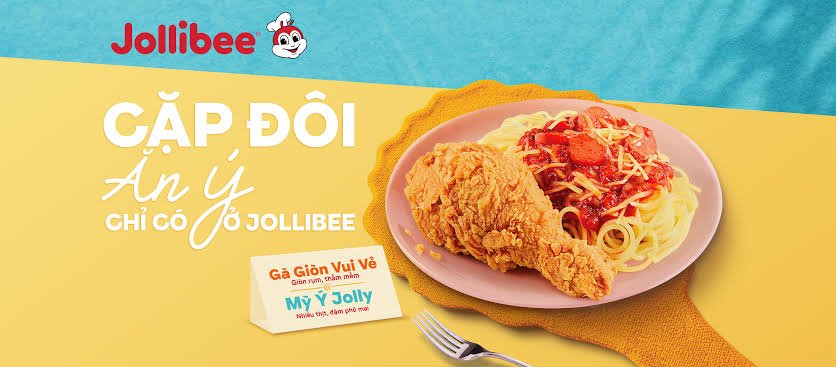 Jollibee
CẶP ĐÔI
Ăn ý
CHỈ CÓ Ở JOLLIBEE
Gà Giòn Vui Vẻ
Giòn rụm, thấm mềm
Mỳ Ý Jolly
Nhiều thịt, đậm phô mai